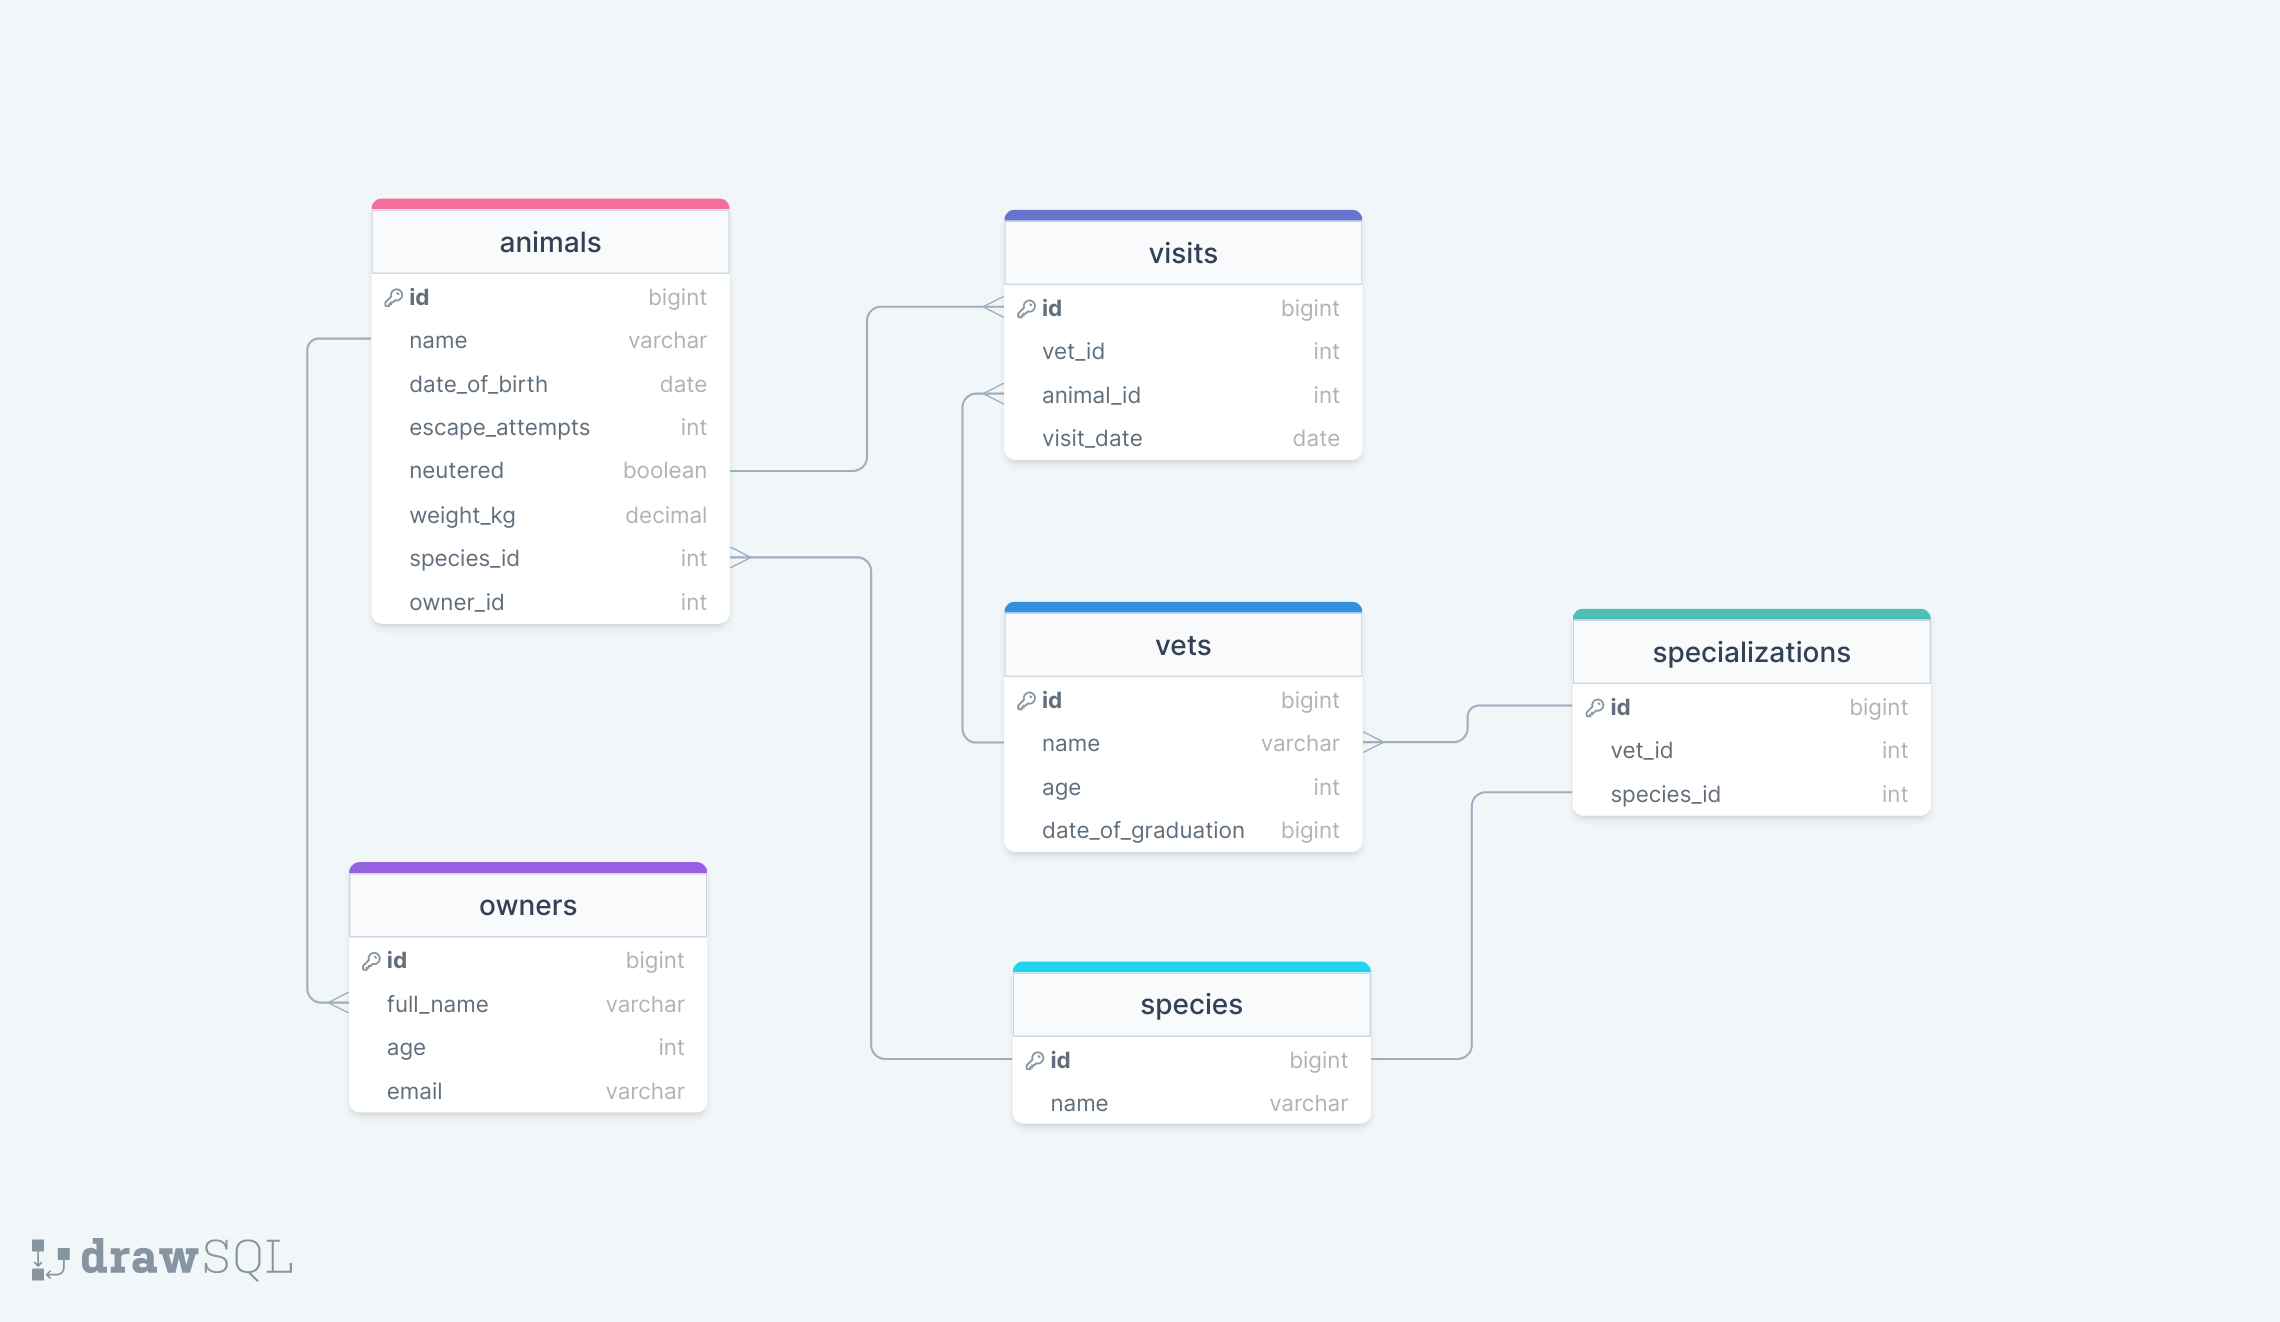 animals
id bigint
name varchar
date_of_birth date
escape_attempts int
neutered boolean
weight_kg decimal
species_id int
owner_id int
visits
id bigint
vet_id int
animal_id int
visit_date date
vets
id bigint
name varchar
age int
date_of_graduation bigint
specializations
id bigint
vet_id int
species_id int
owners
id bigint
full_name varchar
age int
email varchar
species
id bigint
name varchar
drawSQL